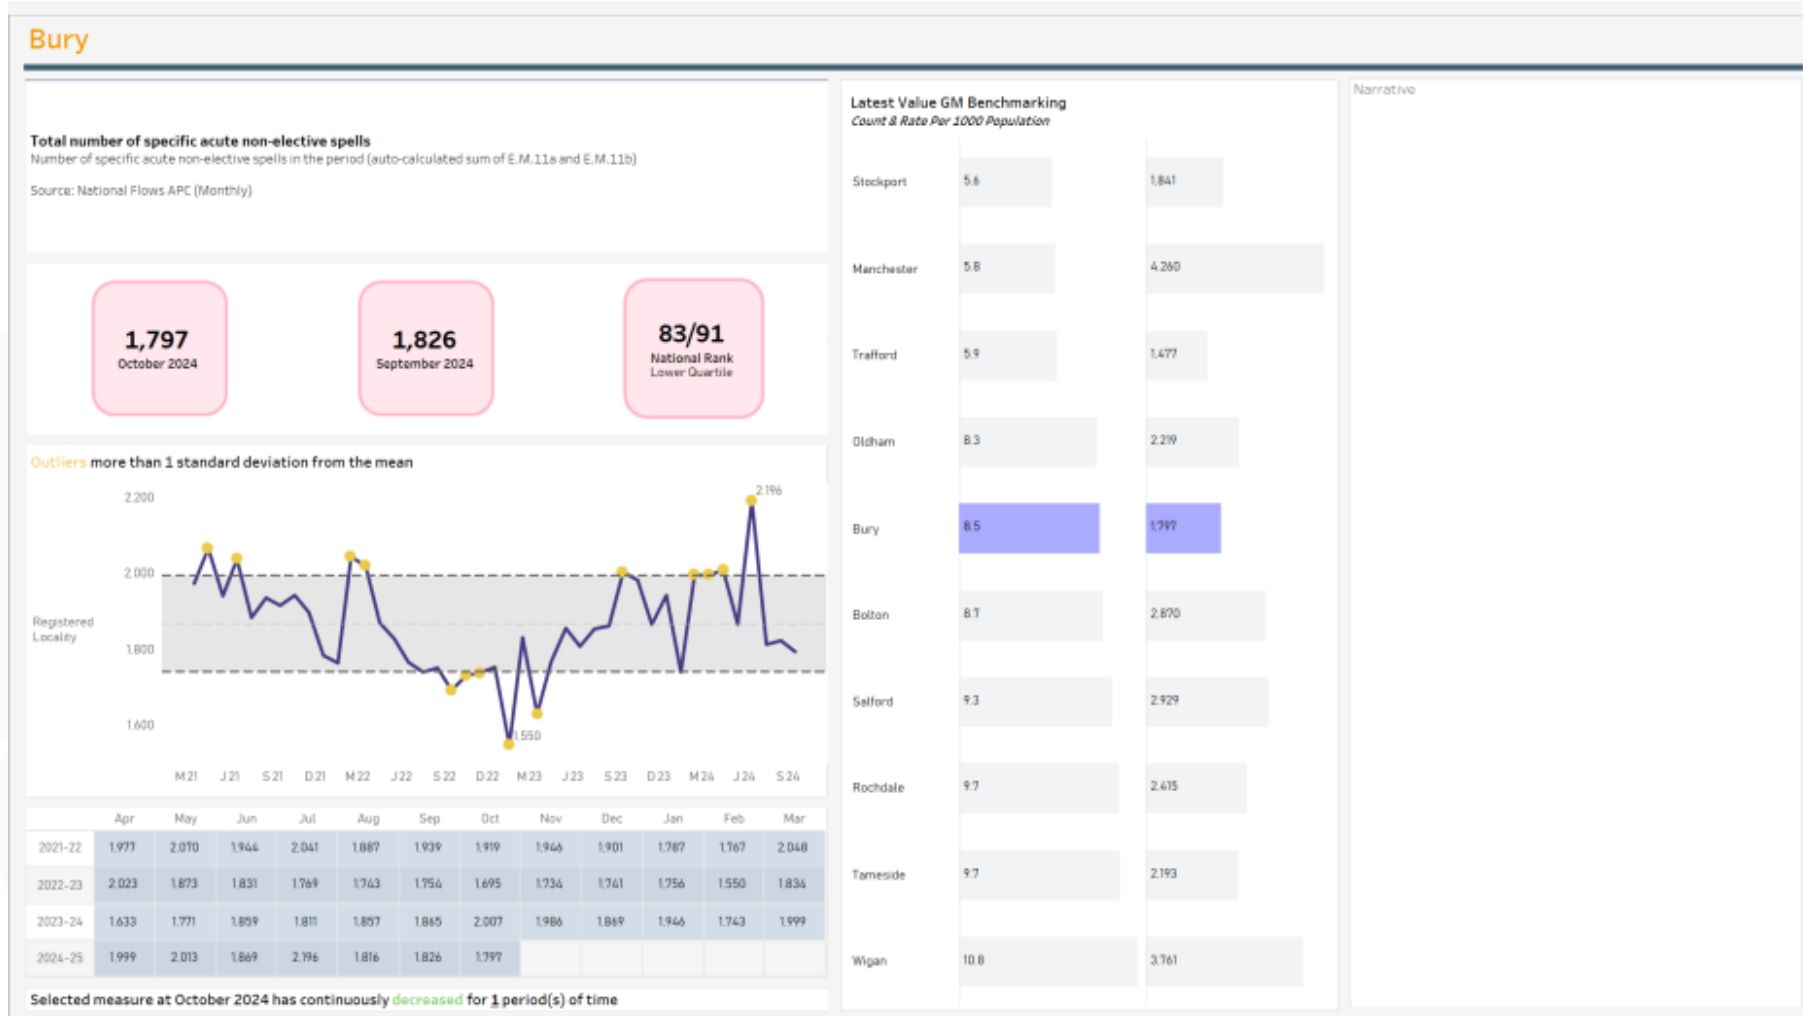 Bury
Total number of specific acute non-elective spells
Number of specific acute non-elective spells in the period (auto-calculated sum of E.M.11a and E.M.11b)
Source: National Flows APC (Monthly)
1,797
October 2024
1,826
September 2024
83/91
National Rank
Lower Quartile
Outliers more than 1 standard deviation from the mean
2.200
2.000
1.800
1.600
Registered
Locality
2.196
1.550
M 21 J 21 S 21 D 21 M 22 J 22 S 22 D 22 M 23 J 23 S 23 D 23 M 24 J 24 S 24
Apr May Jun Jul Aug Sep Oct Nov Dec Jan Feb Mar
2021-22 1.977 2.070 1.944 2.041 1.887 1.939 1.919 1.946 1.901 1.787 1.767 2.048
2022-23 2.023 1.873 1.831 1.769 1.743 1.754 1.695 1.734 1.741 1.756 1.550 1.834
2023-24 1.633 1.771 1.859 1.811 1.857 1.865 2.007 1.986 1.869 1.946 1.743 1.999
2024-25 1.999 2.013 1.869 2.196 1.816 1.826 1.797
Selected measure at October 2024 has continuously decreased for 1 period(s) of time
Latest Value GM Benchmarking
Count & Rate Per 1000 Population
Stockport 5.6 1.841
Manchester 5.8 4.260
Trafford 5.9 1.477
Oldham 8.3 2.219
Bury 8.5 1.797
Bolton 8.7 2.870
Salford 9.3 2.929
Rochdale 9.7 2.415
Tameside 9.7 2.193
Wigan 10.8 3.761
Narrative